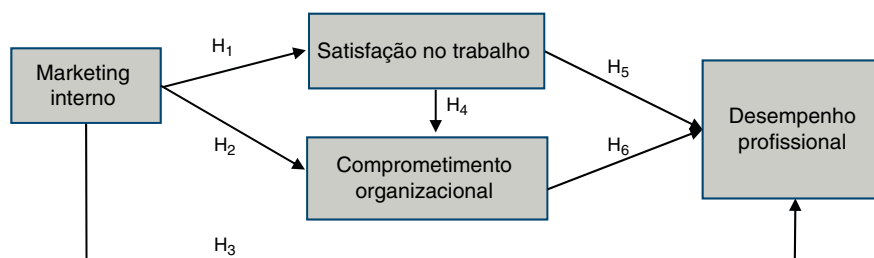 H₁
Satisfação no trabalho
Marketing
interno
H₅
H₄
Desempenho
profissional
H₂
Comprometimento
organizacional
H₆
H₃